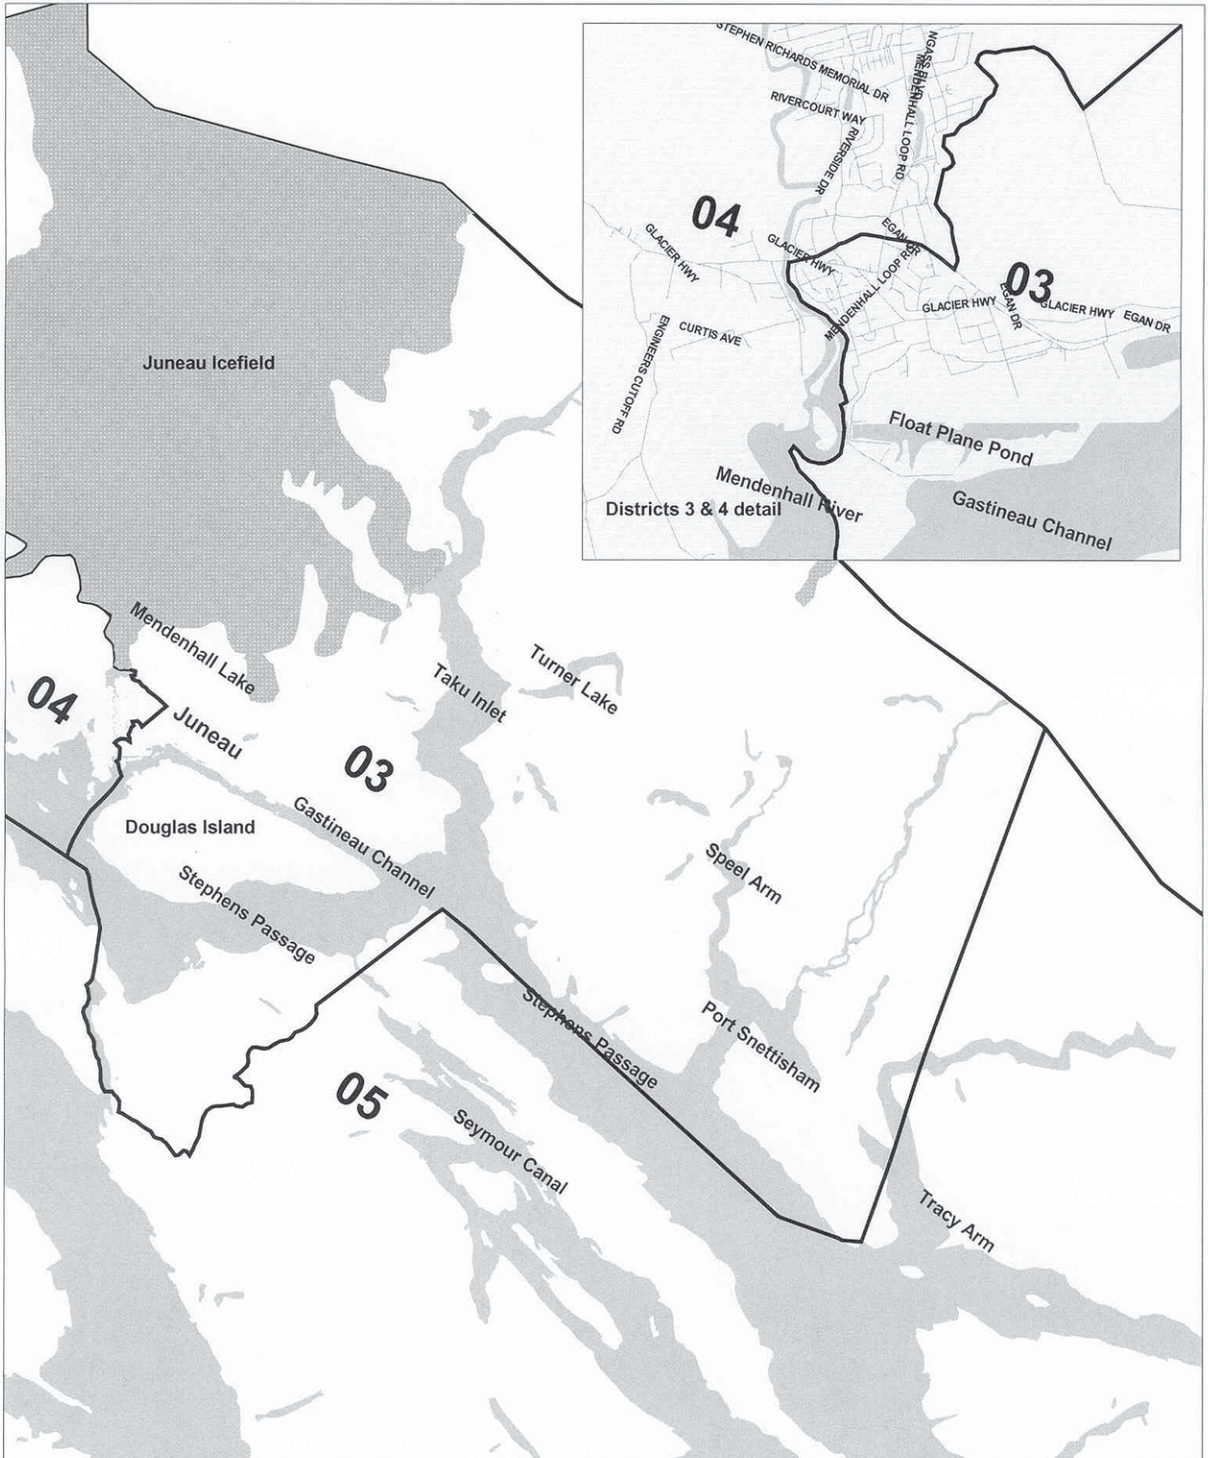 STEPHEN RICHARDS MEMORIAL DR
MENDENHALL LOOP RD
RIVERCOURT WAY
RIVERSIDE DR
04
GLACIER HWY
GLACIER HWY
EGAN DR
MENDENHALL LOOP RD
03
GLACIER HWY
EGAN DR
GLACIER HWY
EGAN DR
CURTIS AVE
ENGINEERS CUTOFF RD
Float Plane Pond
Mendenhall River
Gastineau Channel
Districts 3 & 4 detail
Juneau Icefield
Mendenhall Lake
Turner Lake
Taku Inlet
04
Juneau
03
Gastineau Channel
Douglas Island
Speel Arm
Stephens Passage
Stephens Passage
Port Snettisham
05
Seymour Canal
Tracy Arm